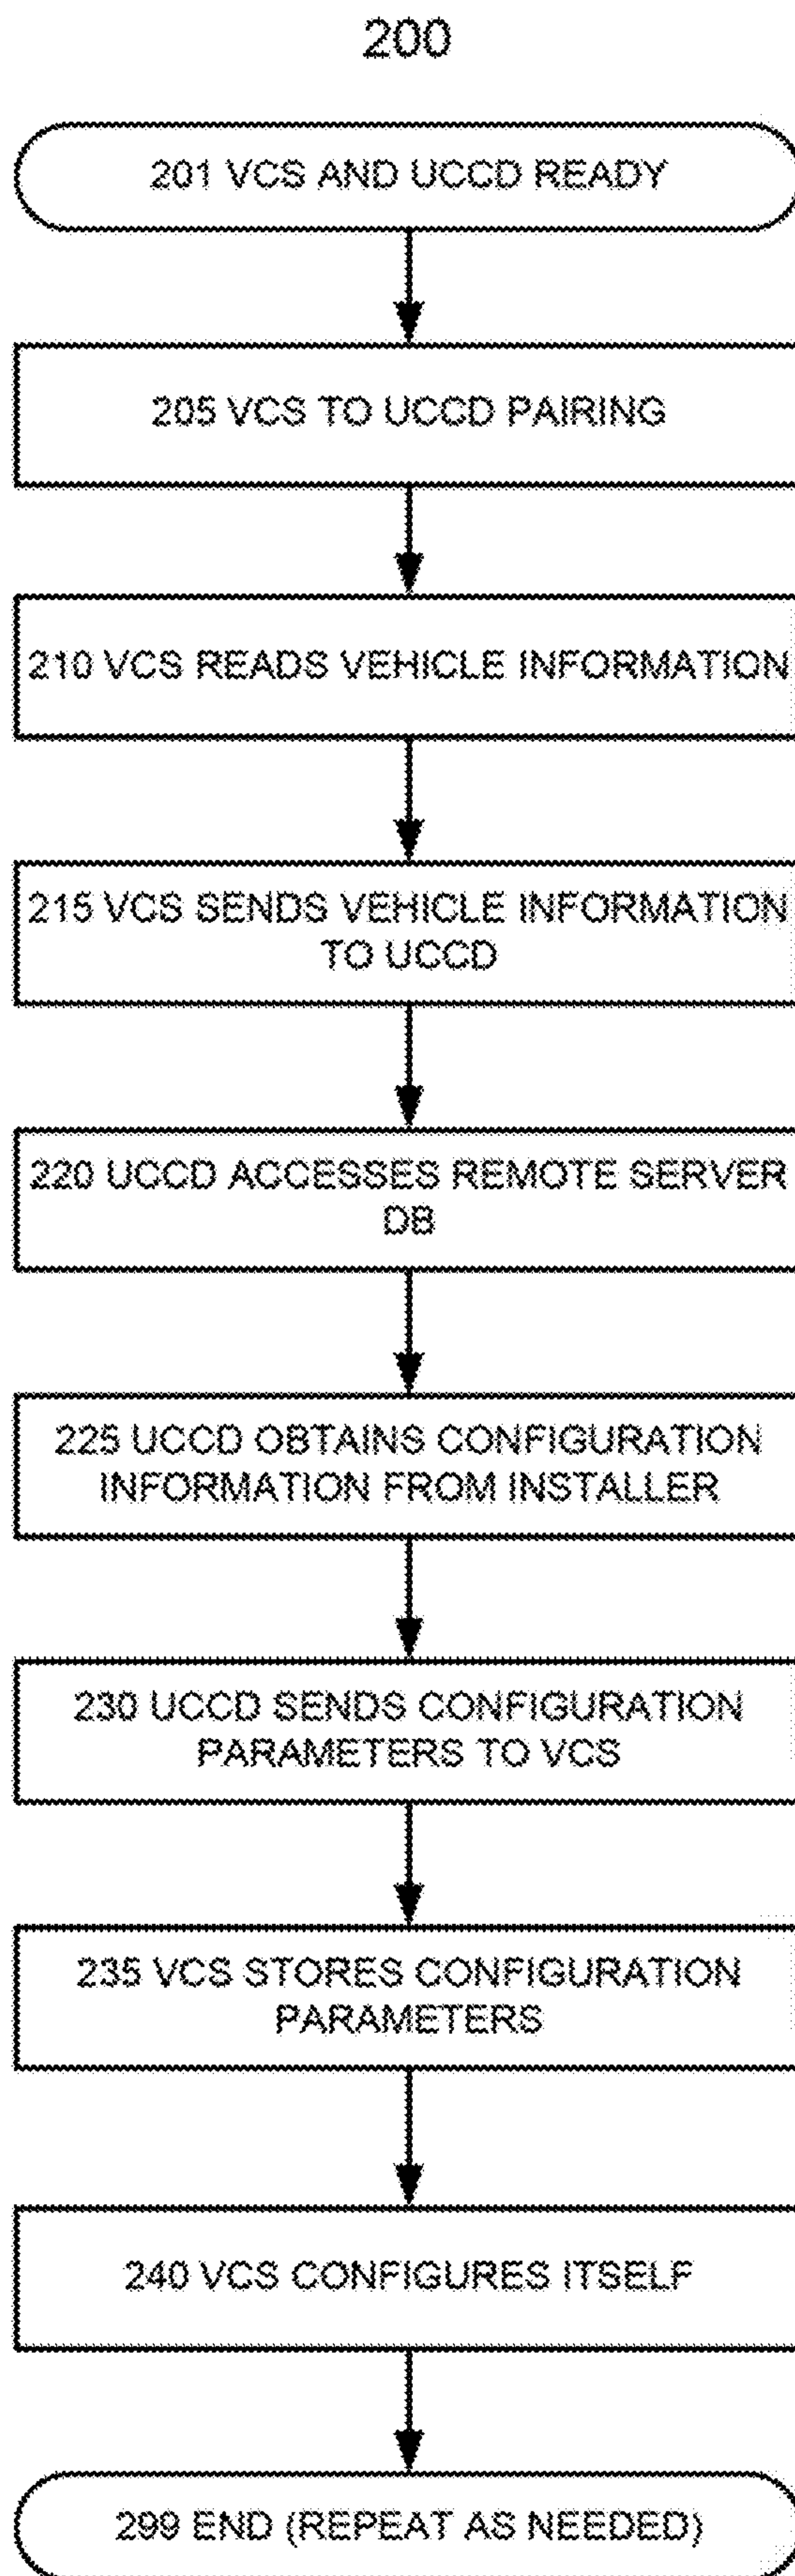 200
201 VCS AND UCCD READY
205 VCS TO UCCD PAIRING
210 VCS READS VEHICLE INFORMATION
215 VCS SENDS VEHICLE INFORMATION
TO UCCD
220 UCCD ACCESSES REMOTE SERVER
DB
225 UCCD OBTAINS CONFIGURATION
INFORMATION FROM INSTALLER
230 UCCD SENDS CONFIGURATION
PARAMETERS TO VCS
235 VCS STORES CONFIGURATION
PARAMETERS
240 VCS CONFIGURES ITSELF
299 END (REPEAT AS NEEDED)